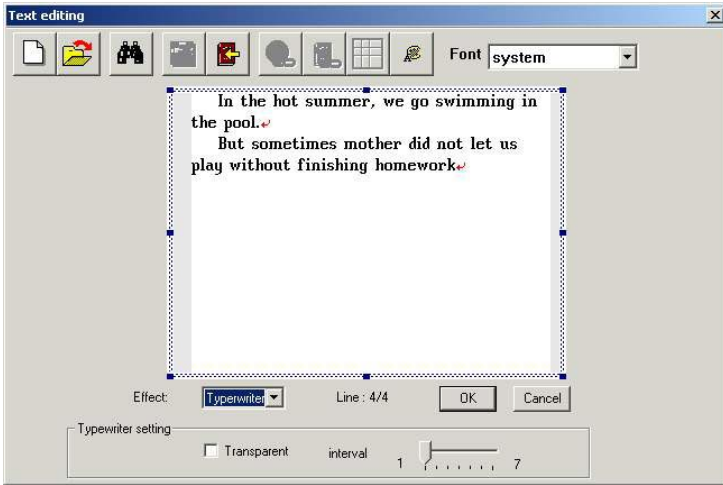 Text editing
Font system
In the hot summer, we go swimming in
the pool.
But sometimes mother did not let us
play without finishing homework
Effect: Typerwriter Line : 4/4 OK Cancel
Typewriter setting
Transparent interval 1 7